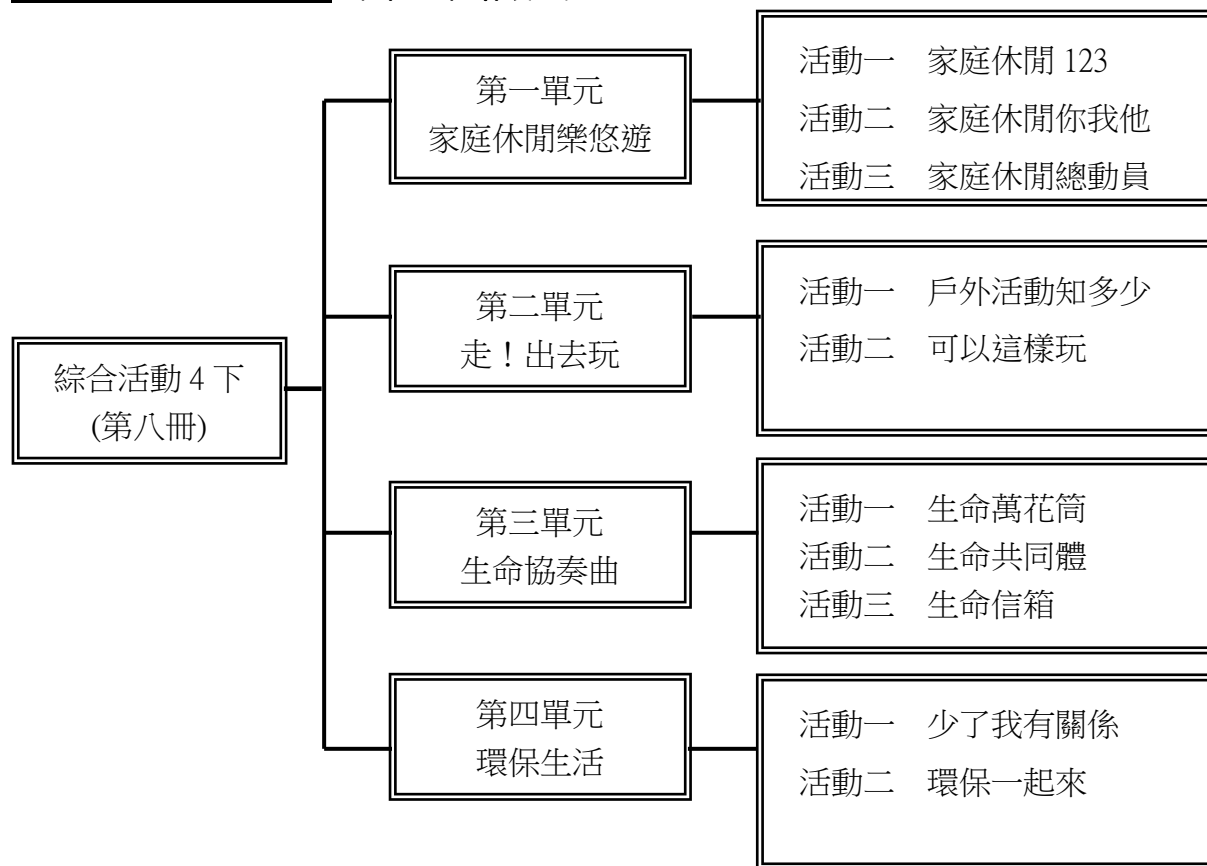 綜合活動 4 下
(第八冊)
第一單元
家庭休閒樂悠遊
活動一　家庭休閒 123
活動二　家庭休閒你我他
活動三　家庭休閒總動員
第二單元
走！出去玩
活動一　戶外活動知多少
活動二　可以這樣玩
第三單元
生命協奏曲
活動一　生命萬花筒
活動二　生命共同體
活動三　生命信箱
第四單元
環保生活
活動一　少了我有關係
活動二　環保一起來